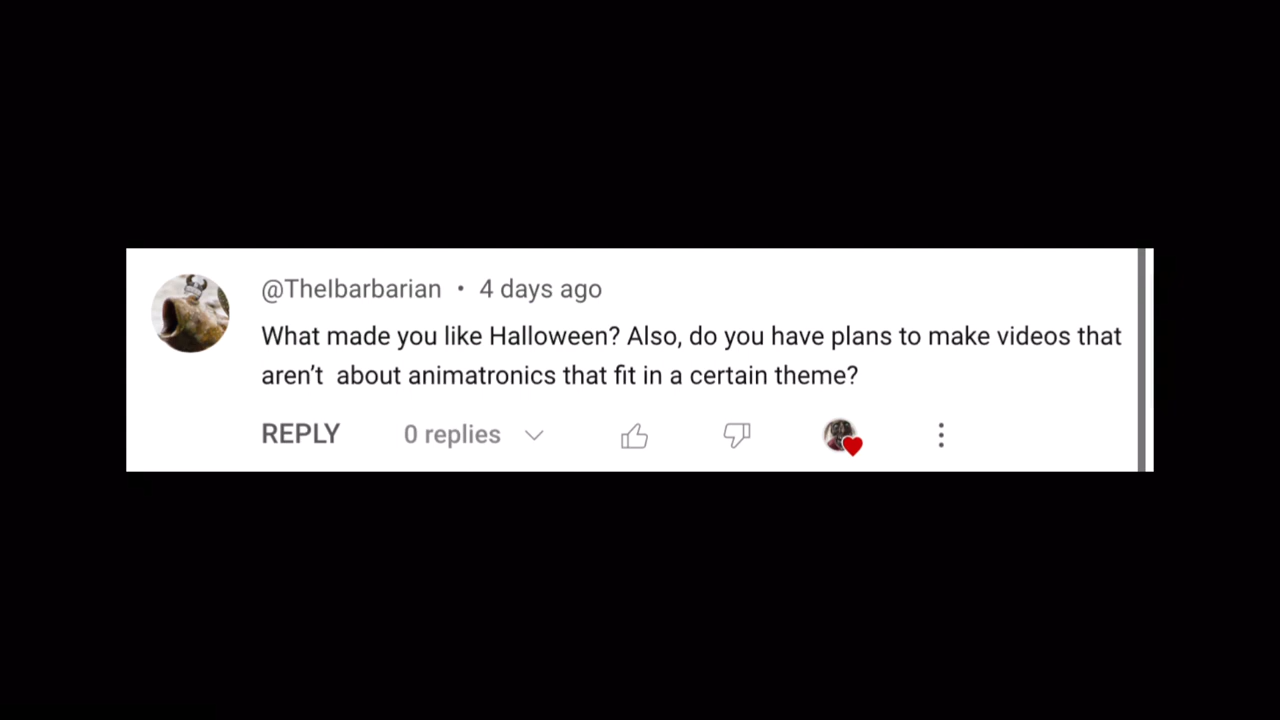 @Thelbarbarian • 4 days ago
What made you like Halloween? Also, do you have plans to make videos that
aren’t  about animatronics that fit in a certain theme?
REPLY 0 replies